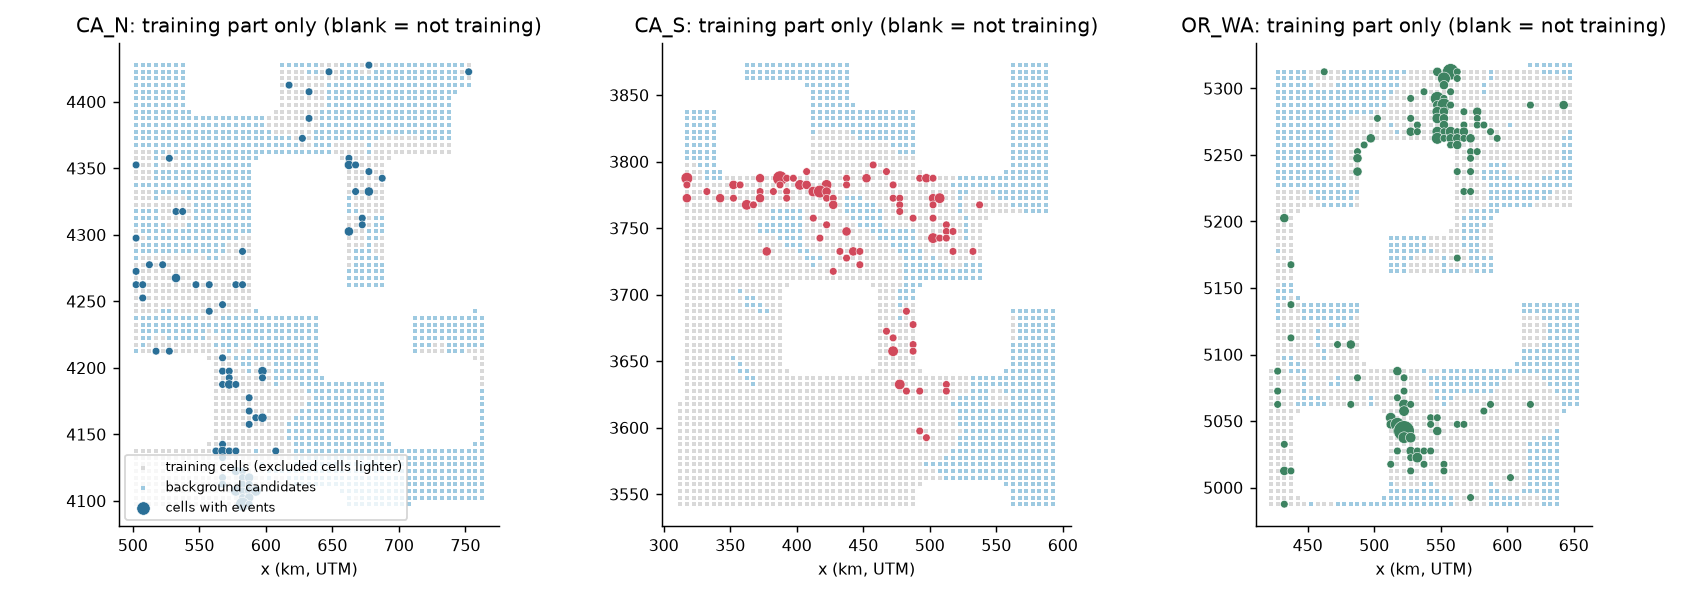 CA_N: training part only (blank = not training)
4400
4350
4300
4250
4200
4150
4100
training cells (excluded cells lighter)
background candidates
cells with events
500 550 600 650 700 750
x (km, UTM)
CA_S: training part only (blank = not training)
3850
3800
3750
3700
3650
3600
3550
300 350 400 450 500 550 600
x (km, UTM)
OR_WA: training part only (blank = not training)
5300
5250
5200
5150
5100
5050
5000
450 500 550 600 650
x (km, UTM)